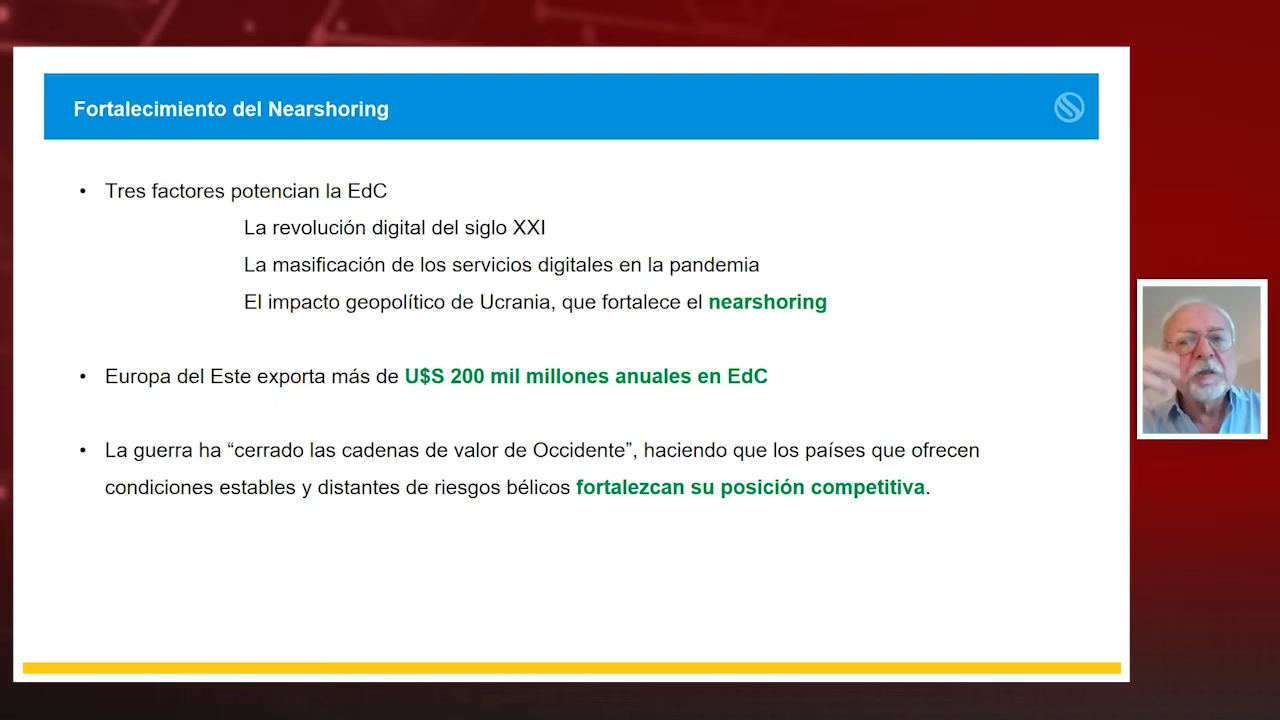 Fortalecimiento del Nearshoring
• Tres factores potencian la EdC
La revolución digital del siglo XXI
La masificación de los servicios digitales en la pandemia
El impacto geopolítico de Ucrania, que fortalece el nearshoring
• Europa del Este exporta más de U$S 200 mil millones anuales en EdC
• La guerra ha “cerrado las cadenas de valor de Occidente”, haciendo que los países que ofrecen
condiciones estables y distantes de riesgos bélicos fortalezcan su posición competitiva.